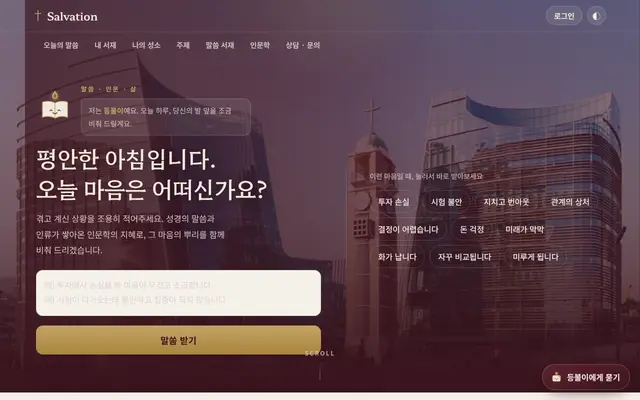 † Salvation
로그인
오늘의 말씀
내 서재
나의 성소
주제
말씀 서재
인문학
상담 · 문의
말씀 · 인문 · 삶
저는 등불이예요. 오늘 하루, 당신의 발 앞을 조금
비춰 드릴게요.
평안한 아침입니다.
오늘 마음은 어떠신가요?
겪고 계신 상황을 조용히 적어주세요. 성경의 말씀과
인류가 쌓아온 인문학의 지혜로, 그 마음의 뿌리를 함께
비춰 드리겠습니다.
말씀 받기
이런 마음일 때, 눌러서 바로 받아보세요
투자 손실
시험 불안
지치고 번아웃
관계의 상처
결정이 어렵습니다
돈 걱정
미래가 막막
화가 납니다
자꾸 비교됩니다
미루게 됩니다
SCROLL
등불이에게 묻기